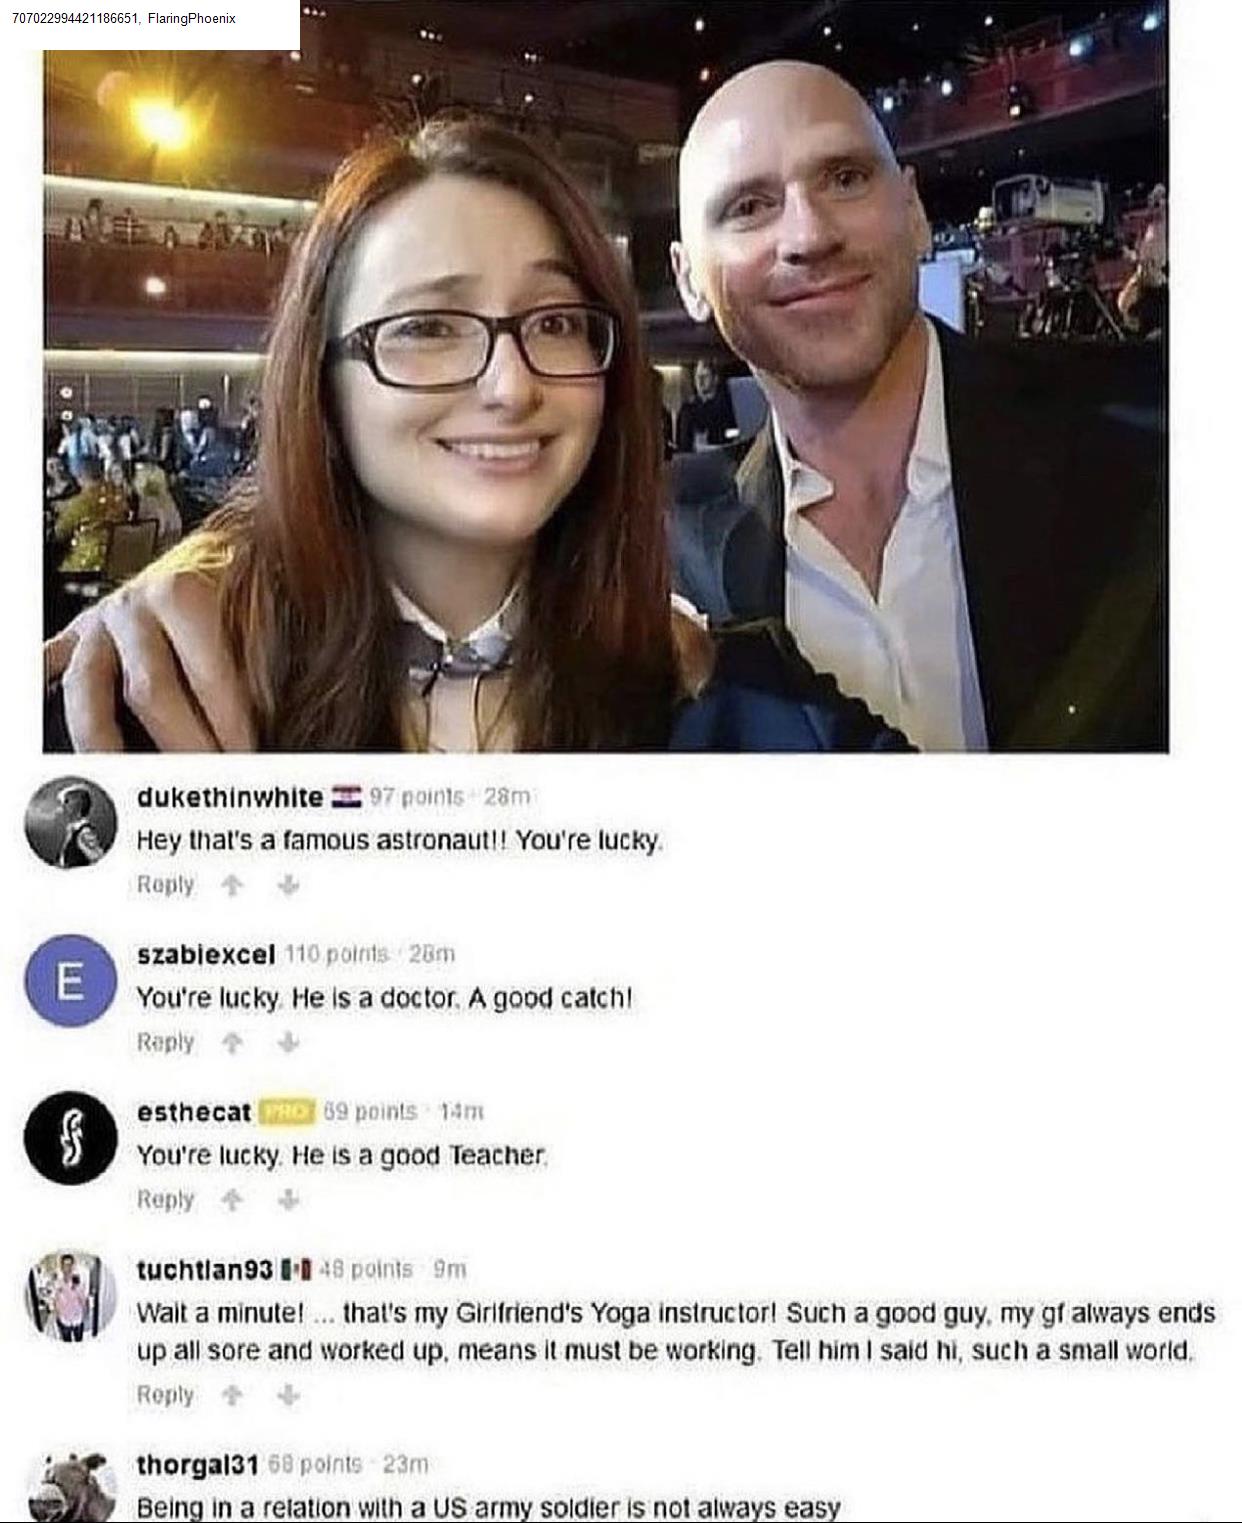 707022994421186651, FlaringPhoenix
dukethinwhite 97 points · 28m
Hey that's a famous astronaut!! You're lucky.
Reply
E
szabiexcel 110 points · 28m
You're lucky. He is a doctor. A good catch!
Reply
esthecat PRO 69 points · 14m
You're lucky. He is a good Teacher.
Reply
tuchtlan93 48 points · 9m
Wait a minute! ... that's my Girlfriend's Yoga instructor! Such a good guy, my gf always ends
up all sore and worked up, means it must be working. Tell him I said hi, such a small world.
Reply
thorgal31 68 points · 23m
Being in a relation with a US army soldier is not always easy